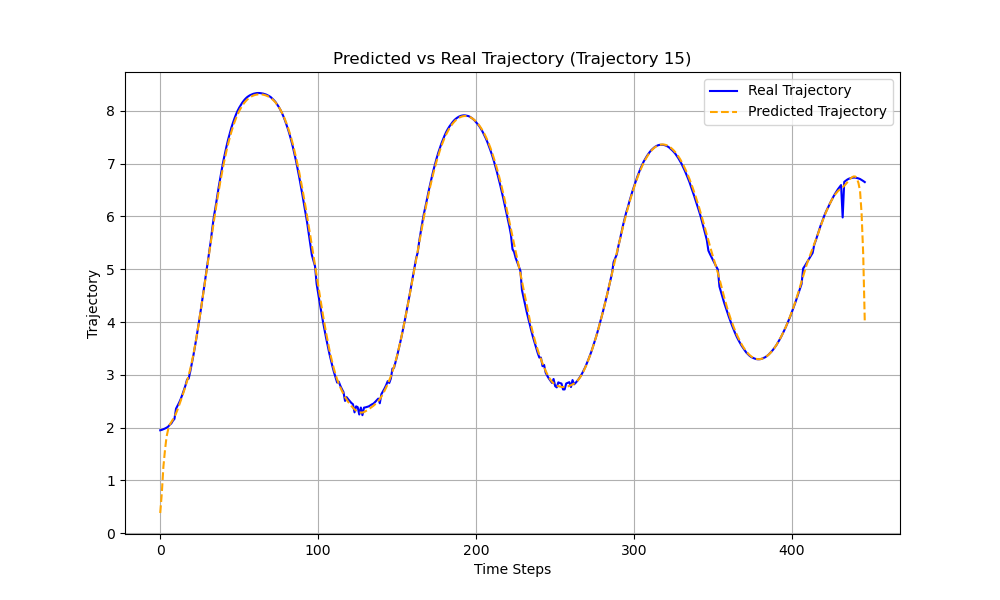 Predicted vs Real Trajectory (Trajectory 15)
Real Trajectory
Predicted Trajectory
Trajectory
8
7
6
5
4
3
2
1
0
0 100 200 300 400
Time Steps